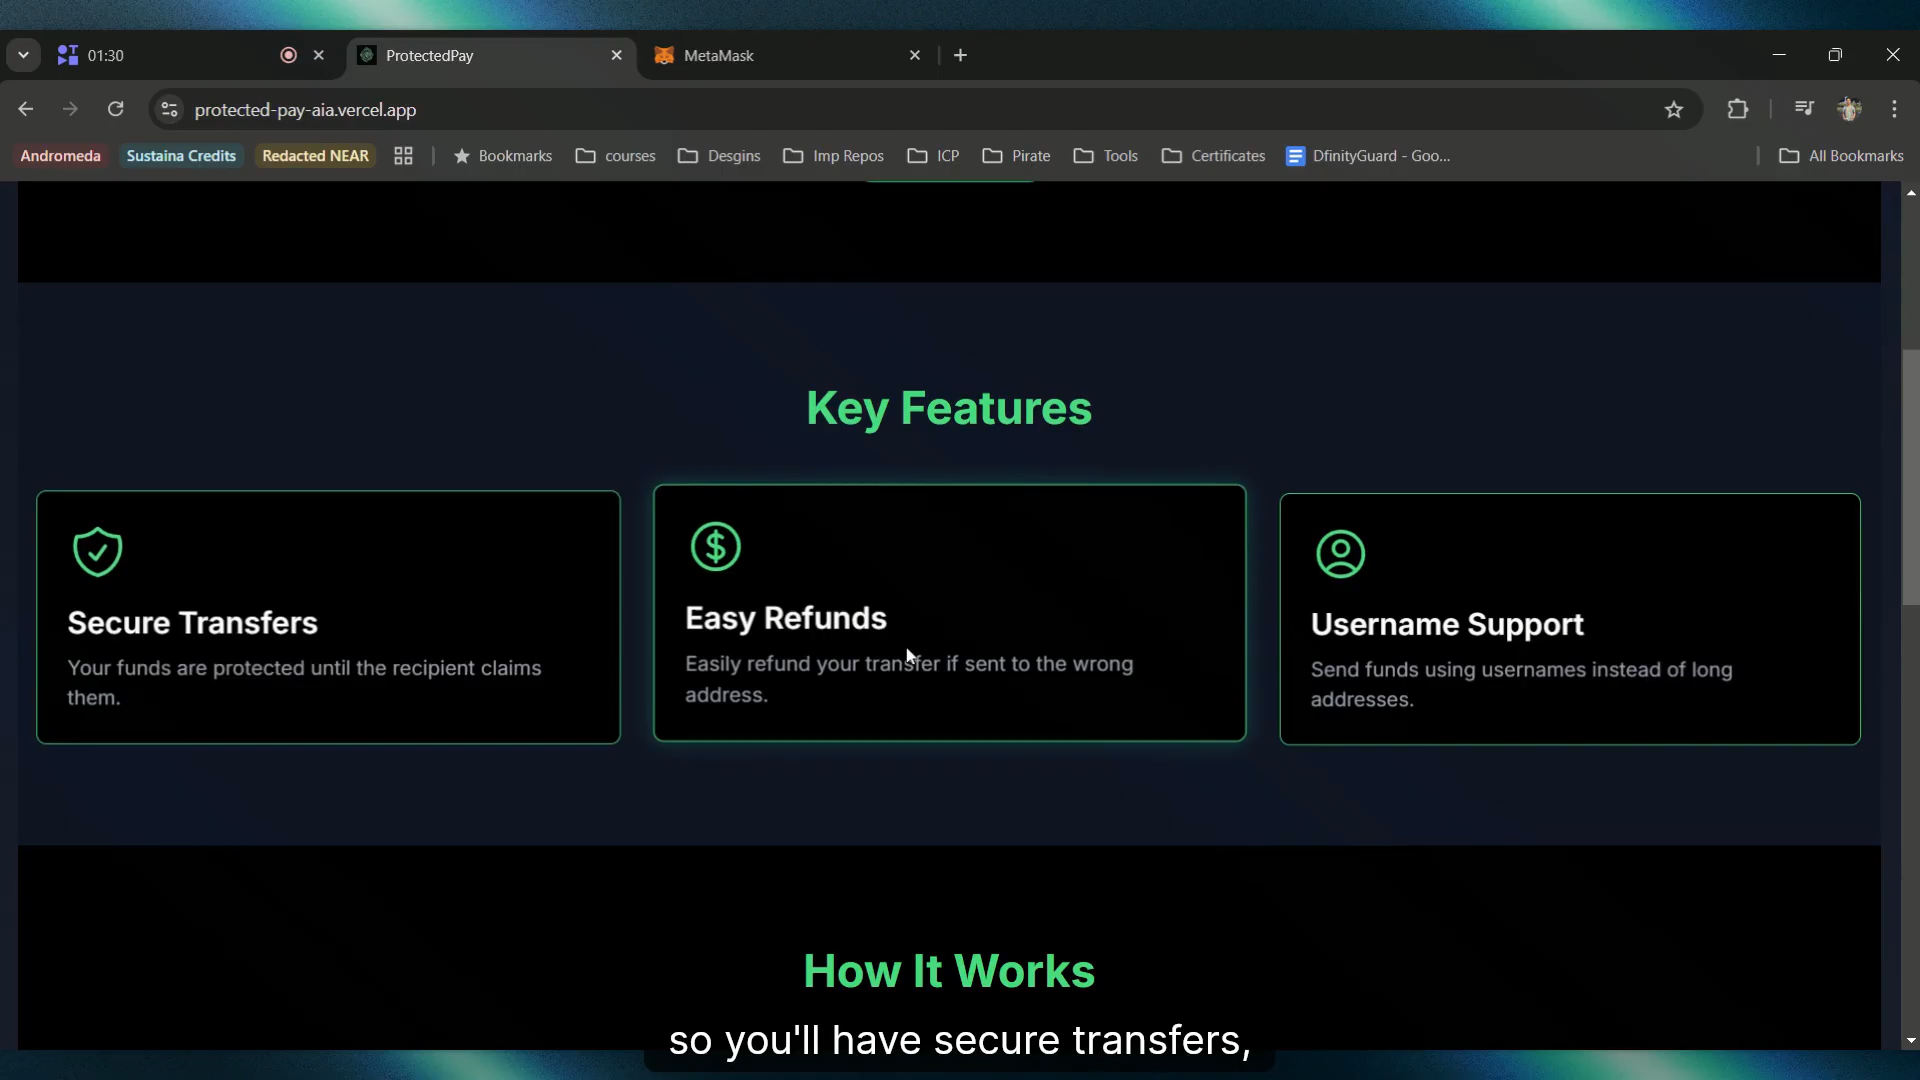 01:30
ProtectedPay
MetaMask
protected-pay-aia.vercel.app
Andromeda
Sustaina Credits
Redacted NEAR
Bookmarks
courses
Desgins
Imp Repos
ICP
Pirate
Tools
Certificates
DfinityGuard - Goo...
All Bookmarks
Key Features
Secure Transfers
Your funds are protected until the recipient claims
them.
Easy Refunds
Easily refund your transfer if sent to the wrong
address.
Username Support
Send funds using usernames instead of long
addresses.
How It Works
so you'll have secure transfers,